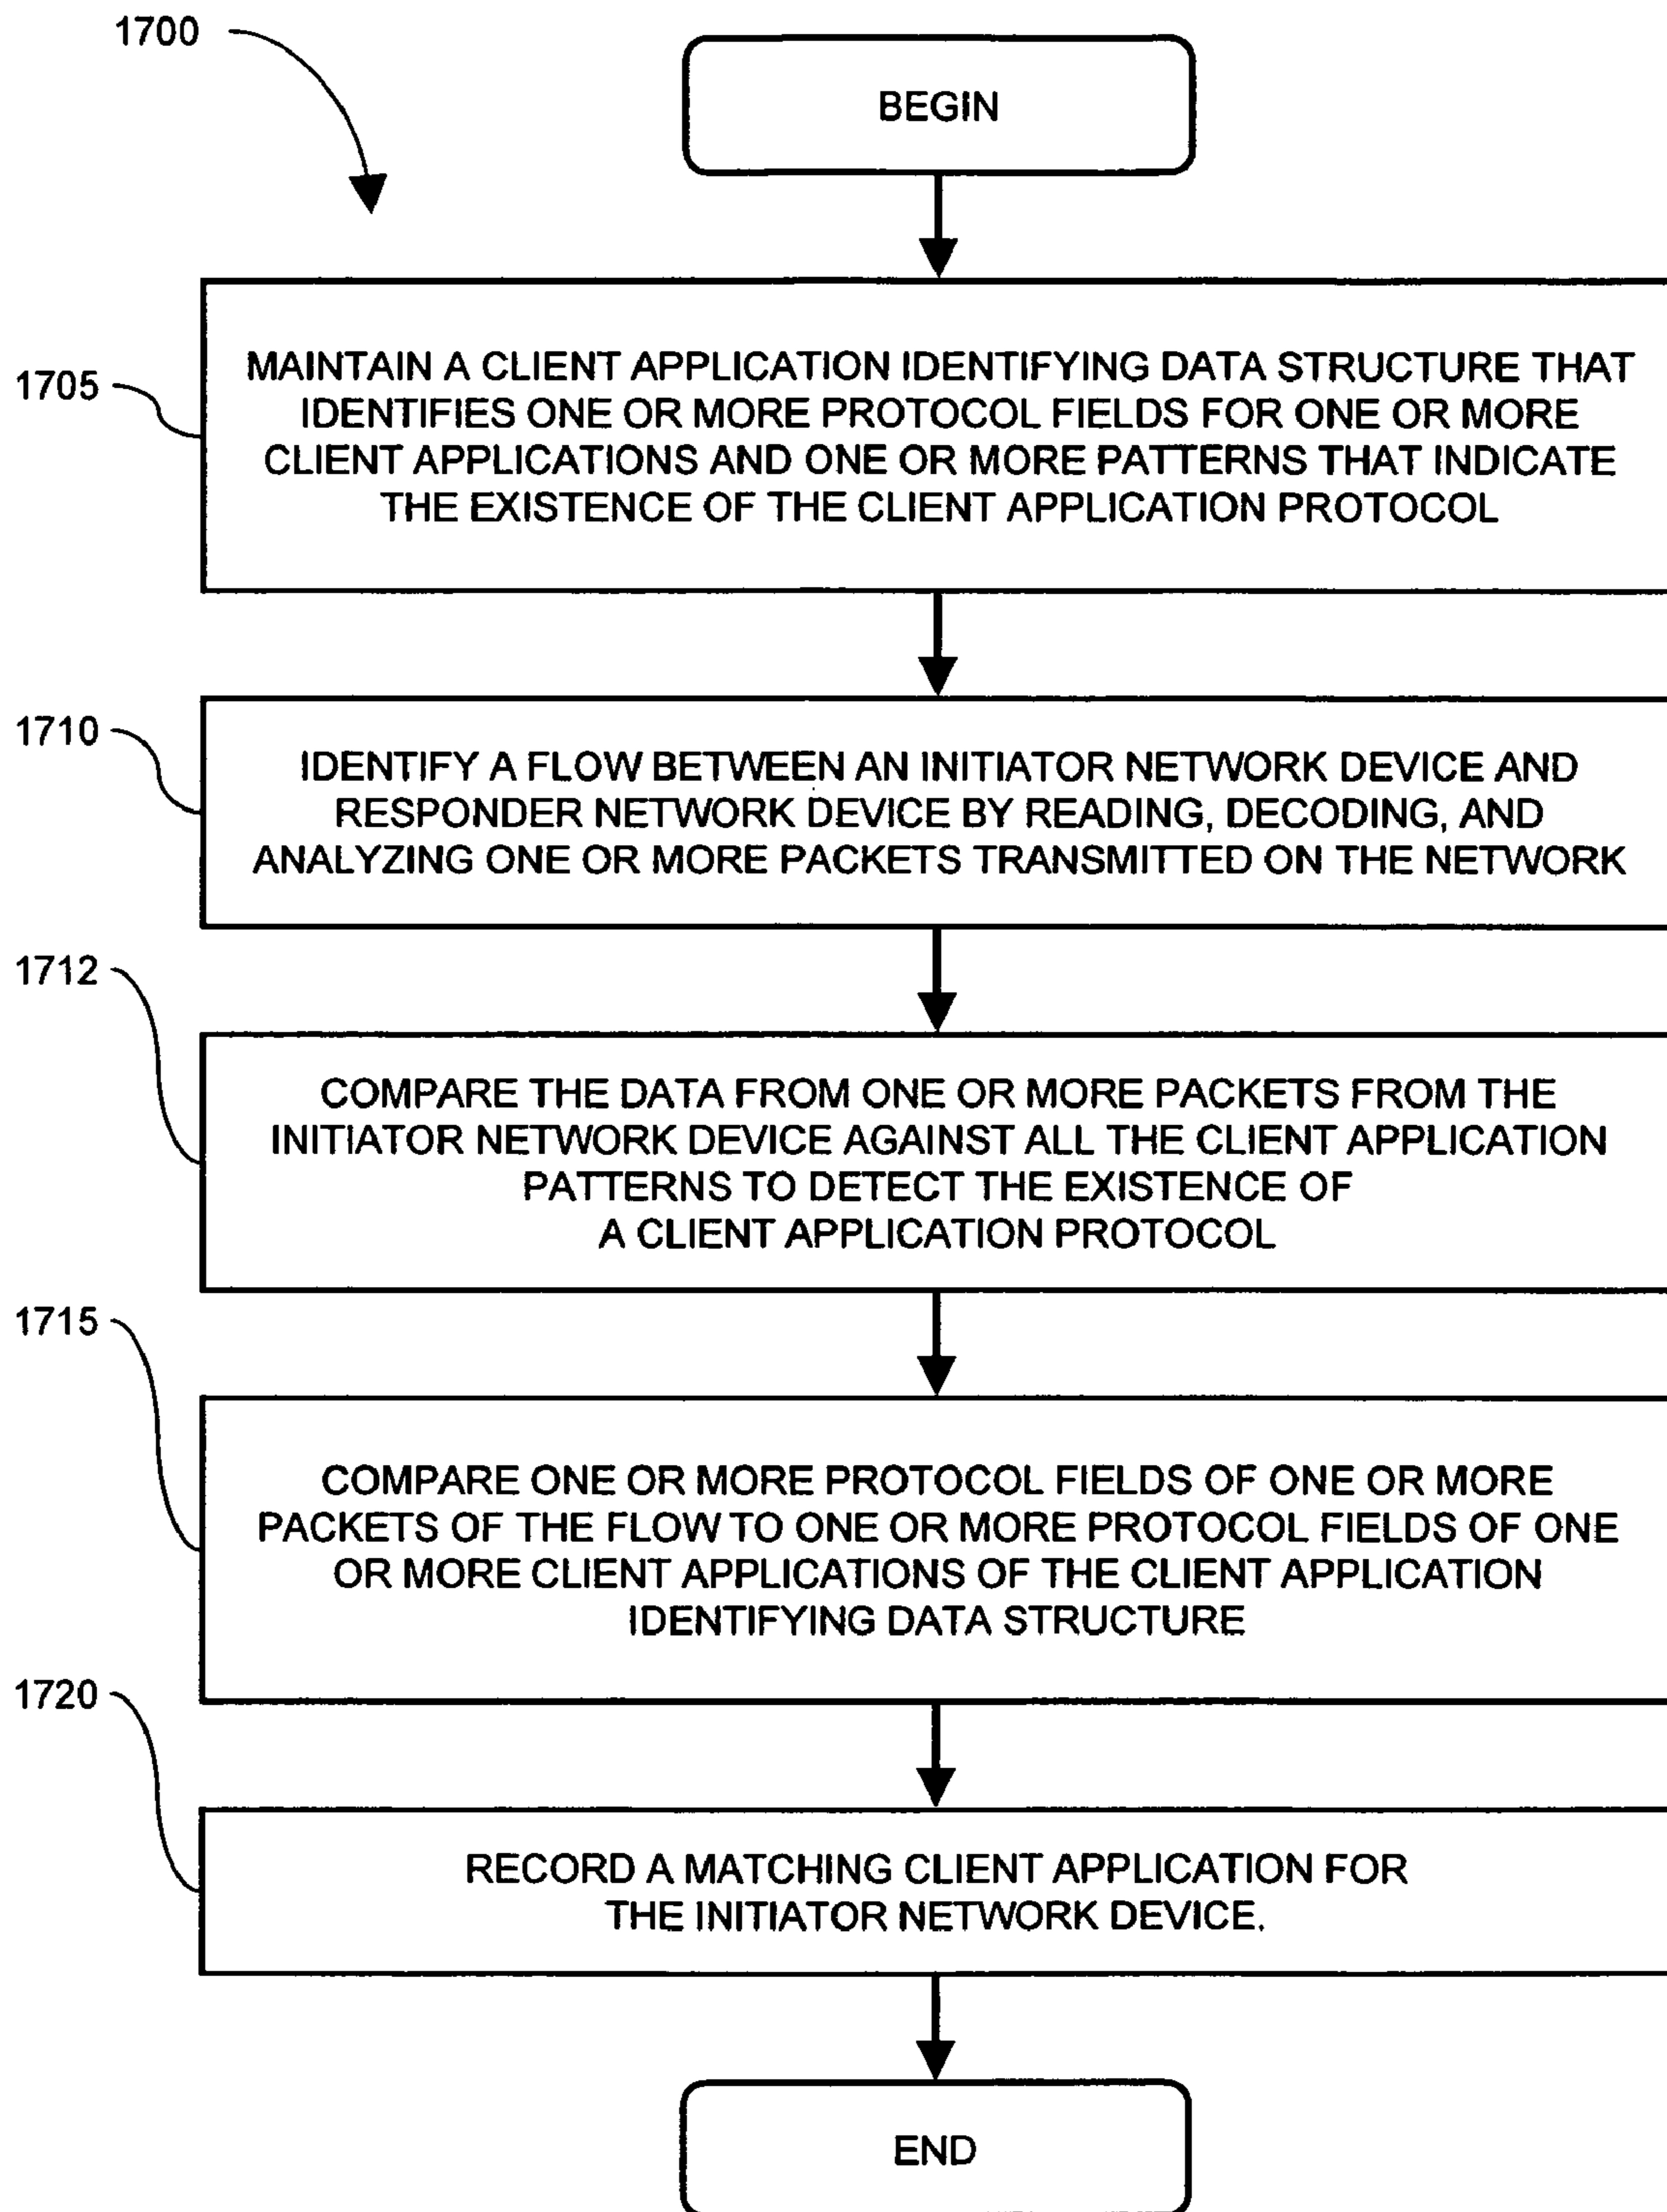 1700
BEGIN
1705
MAINTAIN A CLIENT APPLICATION IDENTIFYING DATA STRUCTURE THAT
IDENTIFIES ONE OR MORE PROTOCOL FIELDS FOR ONE OR MORE
CLIENT APPLICATIONS AND ONE OR MORE PATTERNS THAT INDICATE
THE EXISTENCE OF THE CLIENT APPLICATION PROTOCOL
1710
IDENTIFY A FLOW BETWEEN AN INITIATOR NETWORK DEVICE AND
RESPONDER NETWORK DEVICE BY READING, DECODING, AND
ANALYZING ONE OR MORE PACKETS TRANSMITTED ON THE NETWORK
1712
COMPARE THE DATA FROM ONE OR MORE PACKETS FROM THE
INITIATOR NETWORK DEVICE AGAINST ALL THE CLIENT APPLICATION
PATTERNS TO DETECT THE EXISTENCE OF
A CLIENT APPLICATION PROTOCOL
1715
COMPARE ONE OR MORE PROTOCOL FIELDS OF ONE OR MORE
PACKETS OF THE FLOW TO ONE OR MORE PROTOCOL FIELDS OF ONE
OR MORE CLIENT APPLICATIONS OF THE CLIENT APPLICATION
IDENTIFYING DATA STRUCTURE
1720
RECORD A MATCHING CLIENT APPLICATION FOR
THE INITIATOR NETWORK DEVICE.
END